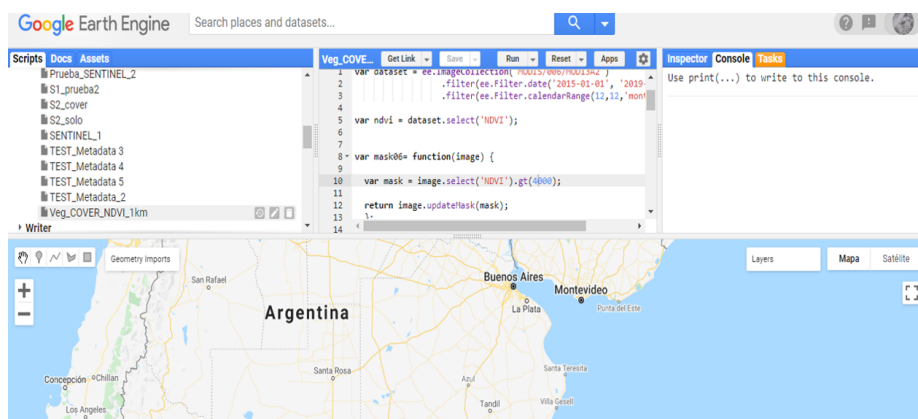 Google Earth Engine
Search places and datasets...
Scripts Docs Assets
Prueba_SENTINEL_2
S1_prueba2
S2_cover
S2_solo
SENTINEL_1
TEST_Metadata 3
TEST_Metadata 4
TEST_Metadata 5
TEST_Metadata_2
Veg_COVER_NDVI_1km
Writer
Veg_COVE... Get Link Save Run Reset Apps
1 var dataset = ee.ImageCollection('MODIS/006/MOD13A2')
2 .filter(ee.Filter.date('2015-01-01', '2019-
3 .filter(ee.Filter.calendarRange(12,12,'mont
4
5 var ndvi = dataset.select('NDVI');
6
7
8 var mask06= function(image) {
9
10 var mask = image.select('NDVI').gt(4000);
11
12 return image.updateMask(mask);
13 };
14
Inspector Console Tasks
Use print(...) to write to this console.
Geometry Imports
Layers
Mapa Satélite
San Rafael
Buenos Aires
Montevideo
La Plata
Punta del Este
Argentina
Santa Rosa
Santa Teresita
Concepción
Chillan
Azul
Los Angeles
Tandil
Villa Gesell